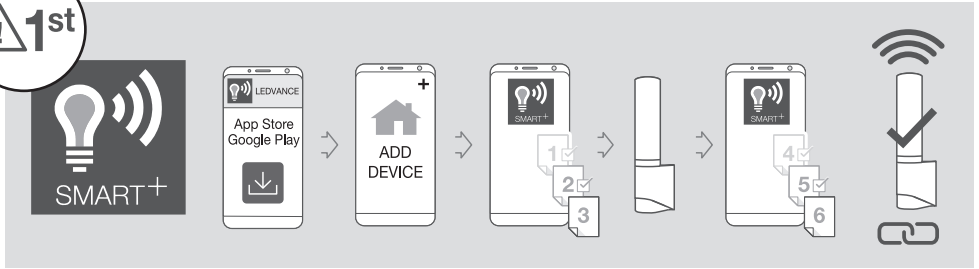 1st
SMART+
LEDVANCE
App Store
Google Play
+
ADD
DEVICE
SMART+
1
2
3
SMART+
4
5
6